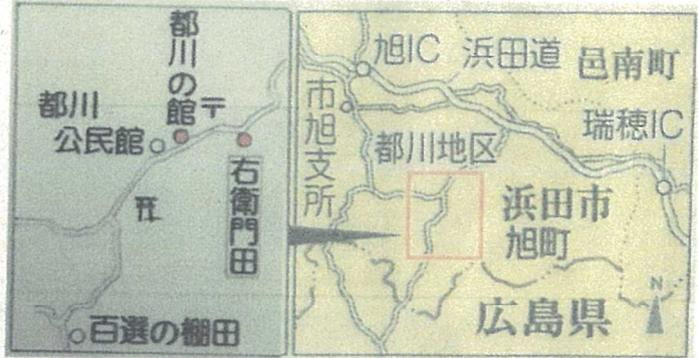 都川の館
〒
都川
公民館
右衛門田
百選の棚田
旭IC
浜田道
邑南町
市旭支所
都川地区
瑞穂IC
浜田市
旭町
広島県
N